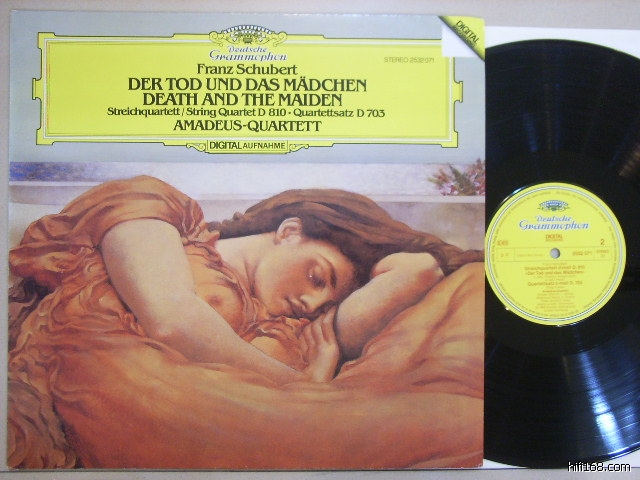 Deutsche
Grammophon
DIGITAL
Franz Schubert
STEREO 2532 071
DER TOD UND DAS MÄDCHEN
DEATH AND THE MAIDEN
Streichquartett / String Quartet D 810 · Quartettsatz D 703
AMADEUS-QUARTETT
DIGITAL AUFNAHME
Deutsche
Grammophon
DIGITAL
2
hifi168.com